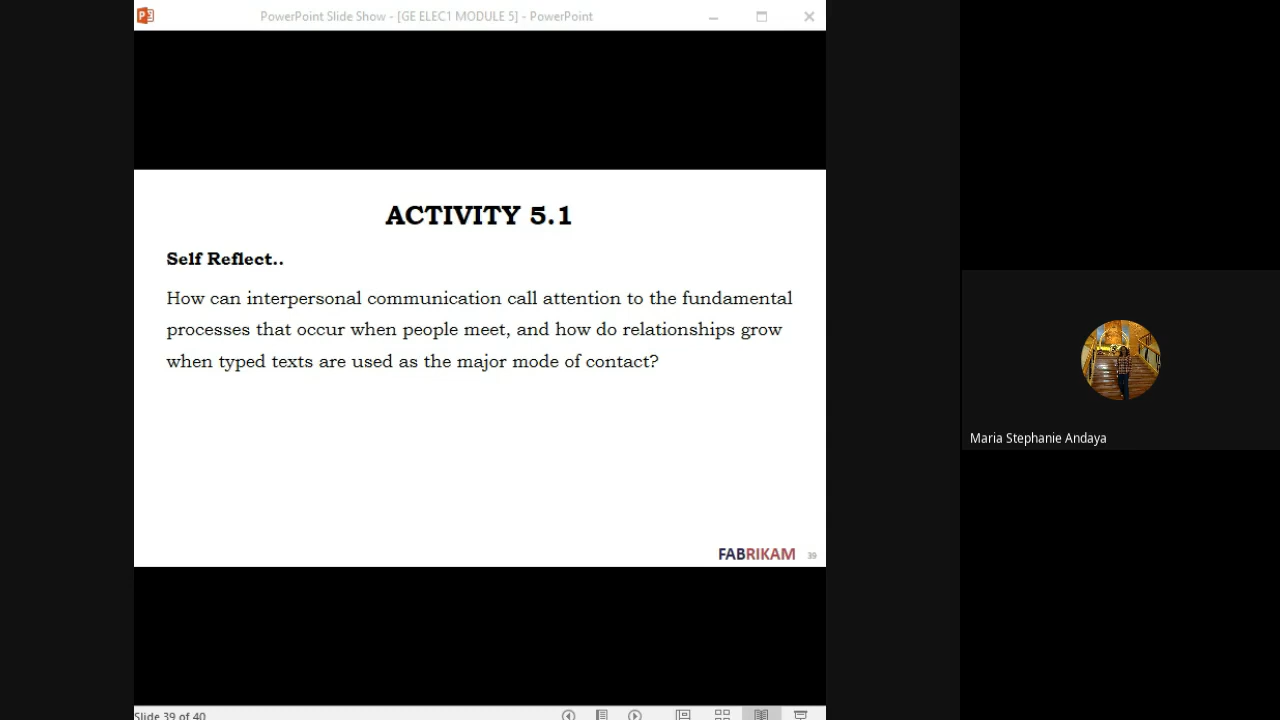 PowerPoint Slide Show - [GE ELEC1 MODULE 5] - PowerPoint
ACTIVITY 5.1
Self Reflect..
How can interpersonal communication call attention to the fundamental
processes that occur when people meet, and how do relationships grow
when typed texts are used as the major mode of contact?
FABRIKAM 39
Maria Stephanie Andaya
Slide 39 of 40